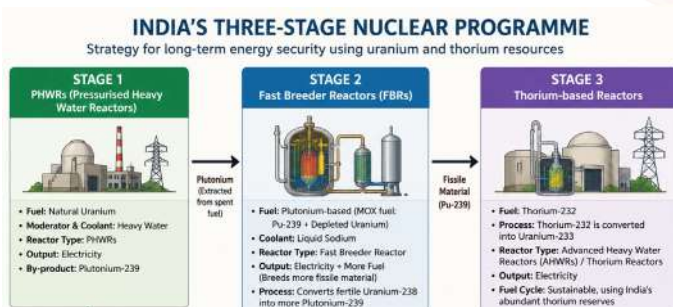 INDIA'S THREE-STAGE NUCLEAR PROGRAMME
Strategy for long-term energy security using uranium and thorium resources
STAGE 1
PHWRs (Pressurised Heavy
Water Reactors)
• Fuel: Natural Uranium
• Moderator & Coolant: Heavy Water
• Reactor Type: PHWRs
• Output: Electricity
• By-product: Plutonium-239
Plutonium
(Extracted
from spent
fuel)
STAGE 2
Fast Breeder Reactors (FBRs)
• Fuel: Plutonium-based (MOX fuel:
Pu-239 + Depleted Uranium)
• Coolant: Liquid Sodium
• Reactor Type: Fast Breeder Reactor
• Output: Electricity + More Fuel
(Breeds more fissile material)
• Process: Converts fertile Uranium-238
into more Plutonium-239
Fissile
Material
(Pu-239)
STAGE 3
Thorium-based Reactors
• Fuel: Thorium-232
• Process: Thorium-232 is converted
into Uranium-233
• Reactor Type: Advanced Heavy Water
Reactors (AHWRs) / Thorium Reactors
• Output: Electricity
• Fuel Cycle: Sustainable, using India's
abundant thorium reserves